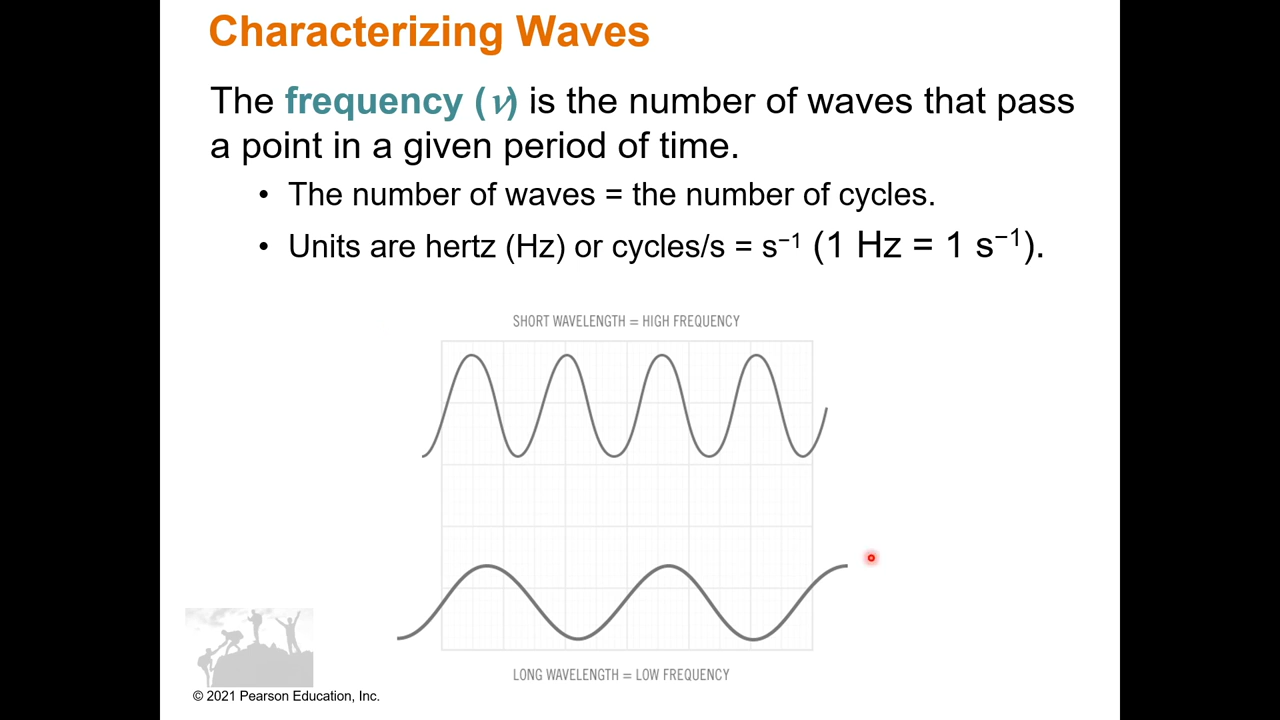 Characterizing Waves
The frequency (ν) is the number of waves that pass
a point in a given period of time.
• The number of waves = the number of cycles.
• Units are hertz (Hz) or cycles/s = s⁻¹ (1 Hz = 1 s⁻¹).
SHORT WAVELENGTH = HIGH FREQUENCY
LONG WAVELENGTH = LOW FREQUENCY
© 2021 Pearson Education, Inc.